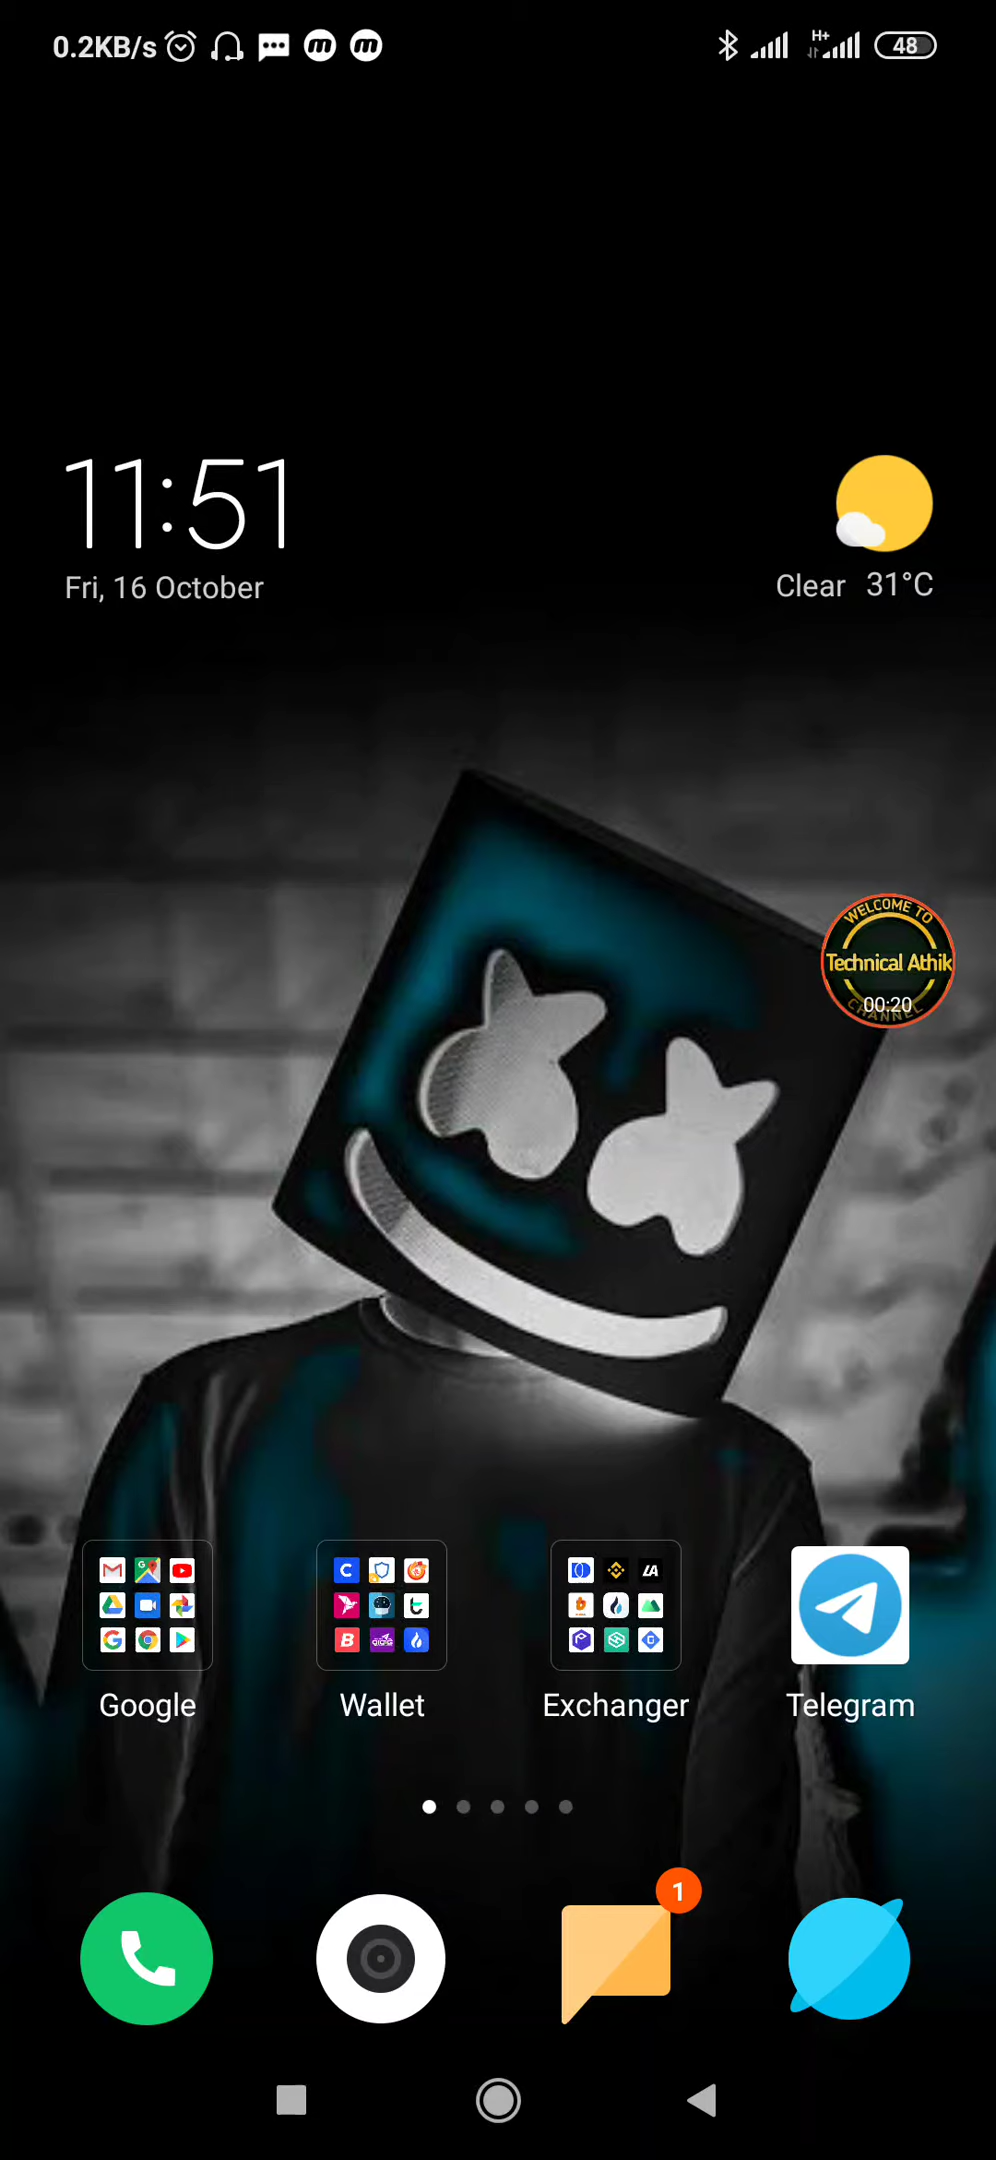 0.2KB/s
H+
48
11:51
Fri, 16 October
Clear 31°C
WELCOME TO
Technical Athik
00:20
CHANNEL
Google
Wallet
Exchanger
Telegram
1